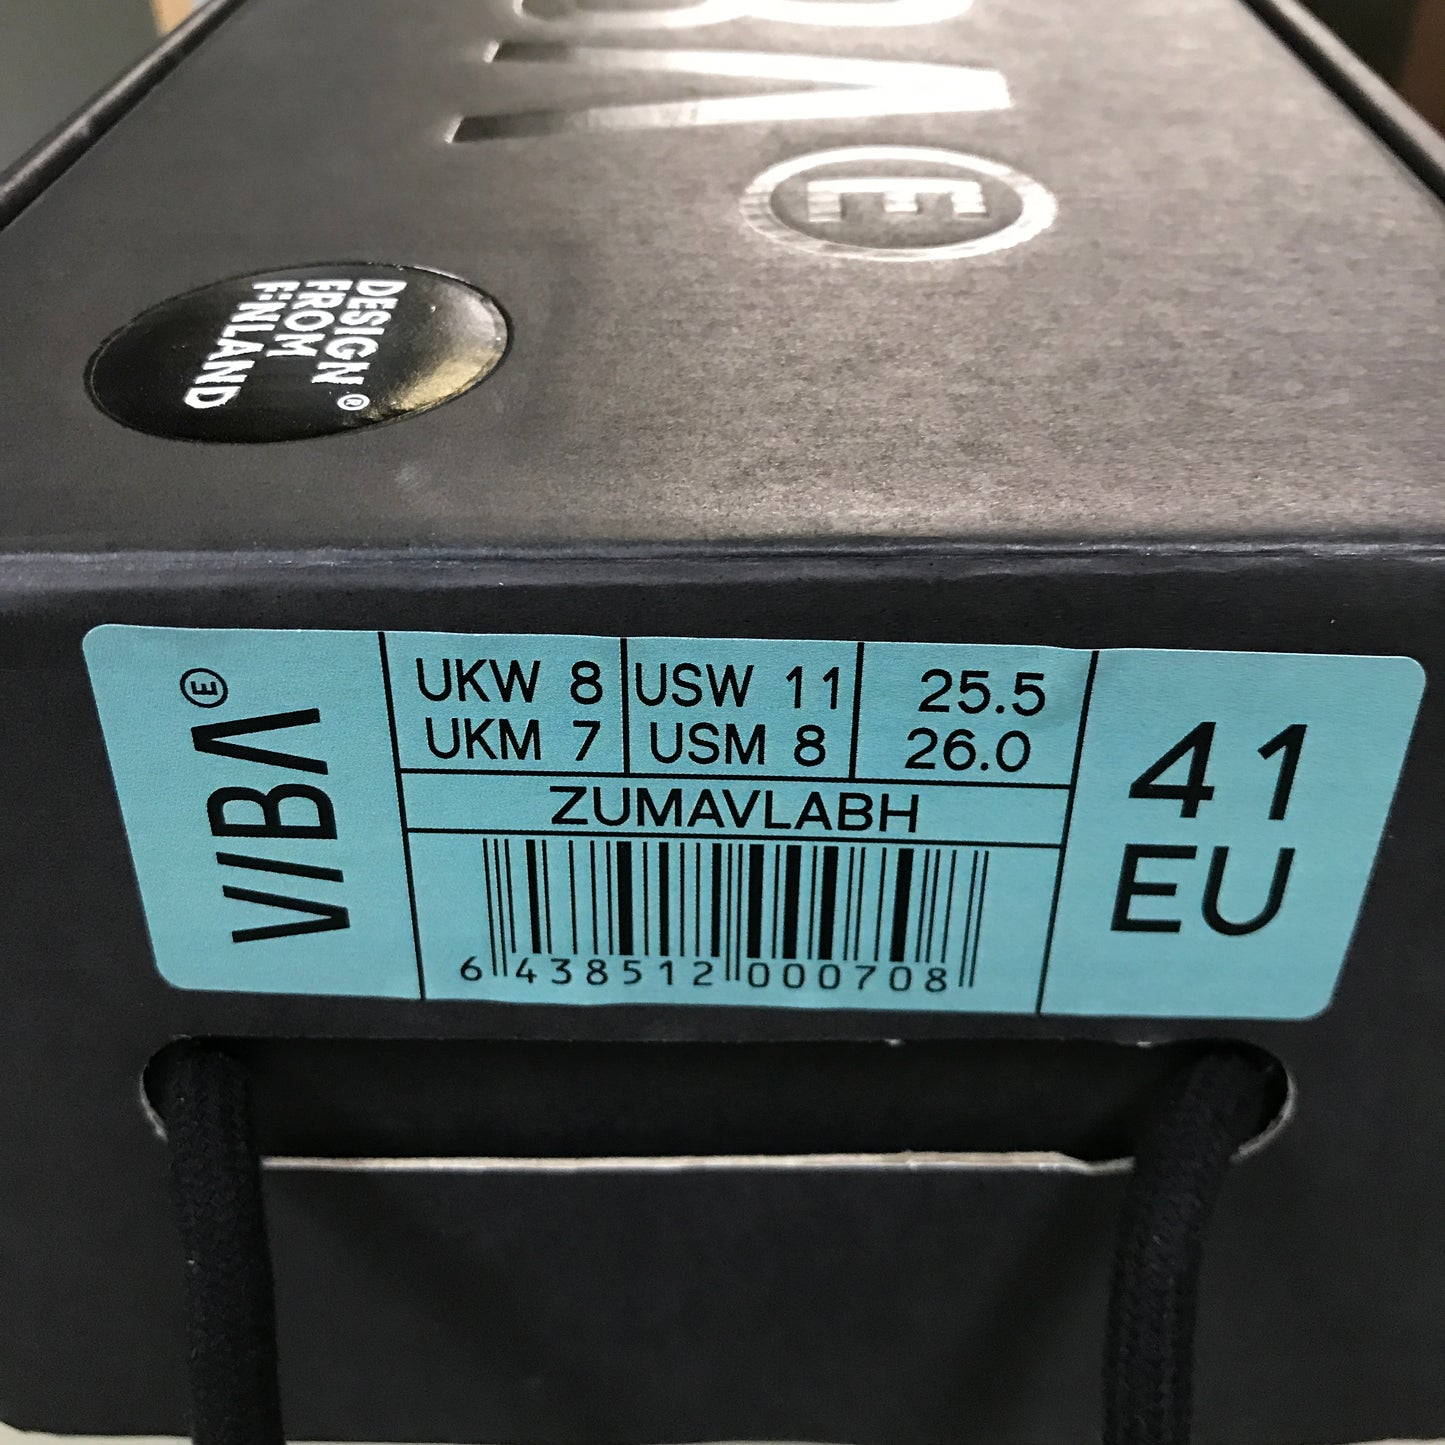 BA
E
DESIGN
FROM
FINLAND
®
E
VIBA
UKW 8
UKM 7
USW 11
USM 8
25.5
26.0
ZUMAVLABH
6 438512 000708
41
EU